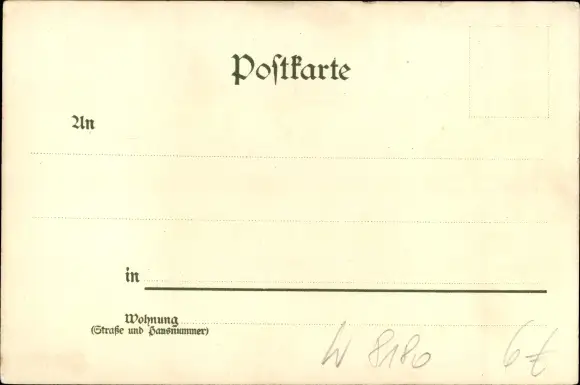 Postkarte
An
in
Wohnung
(Straße und Hausnummer)
W 8180 6€